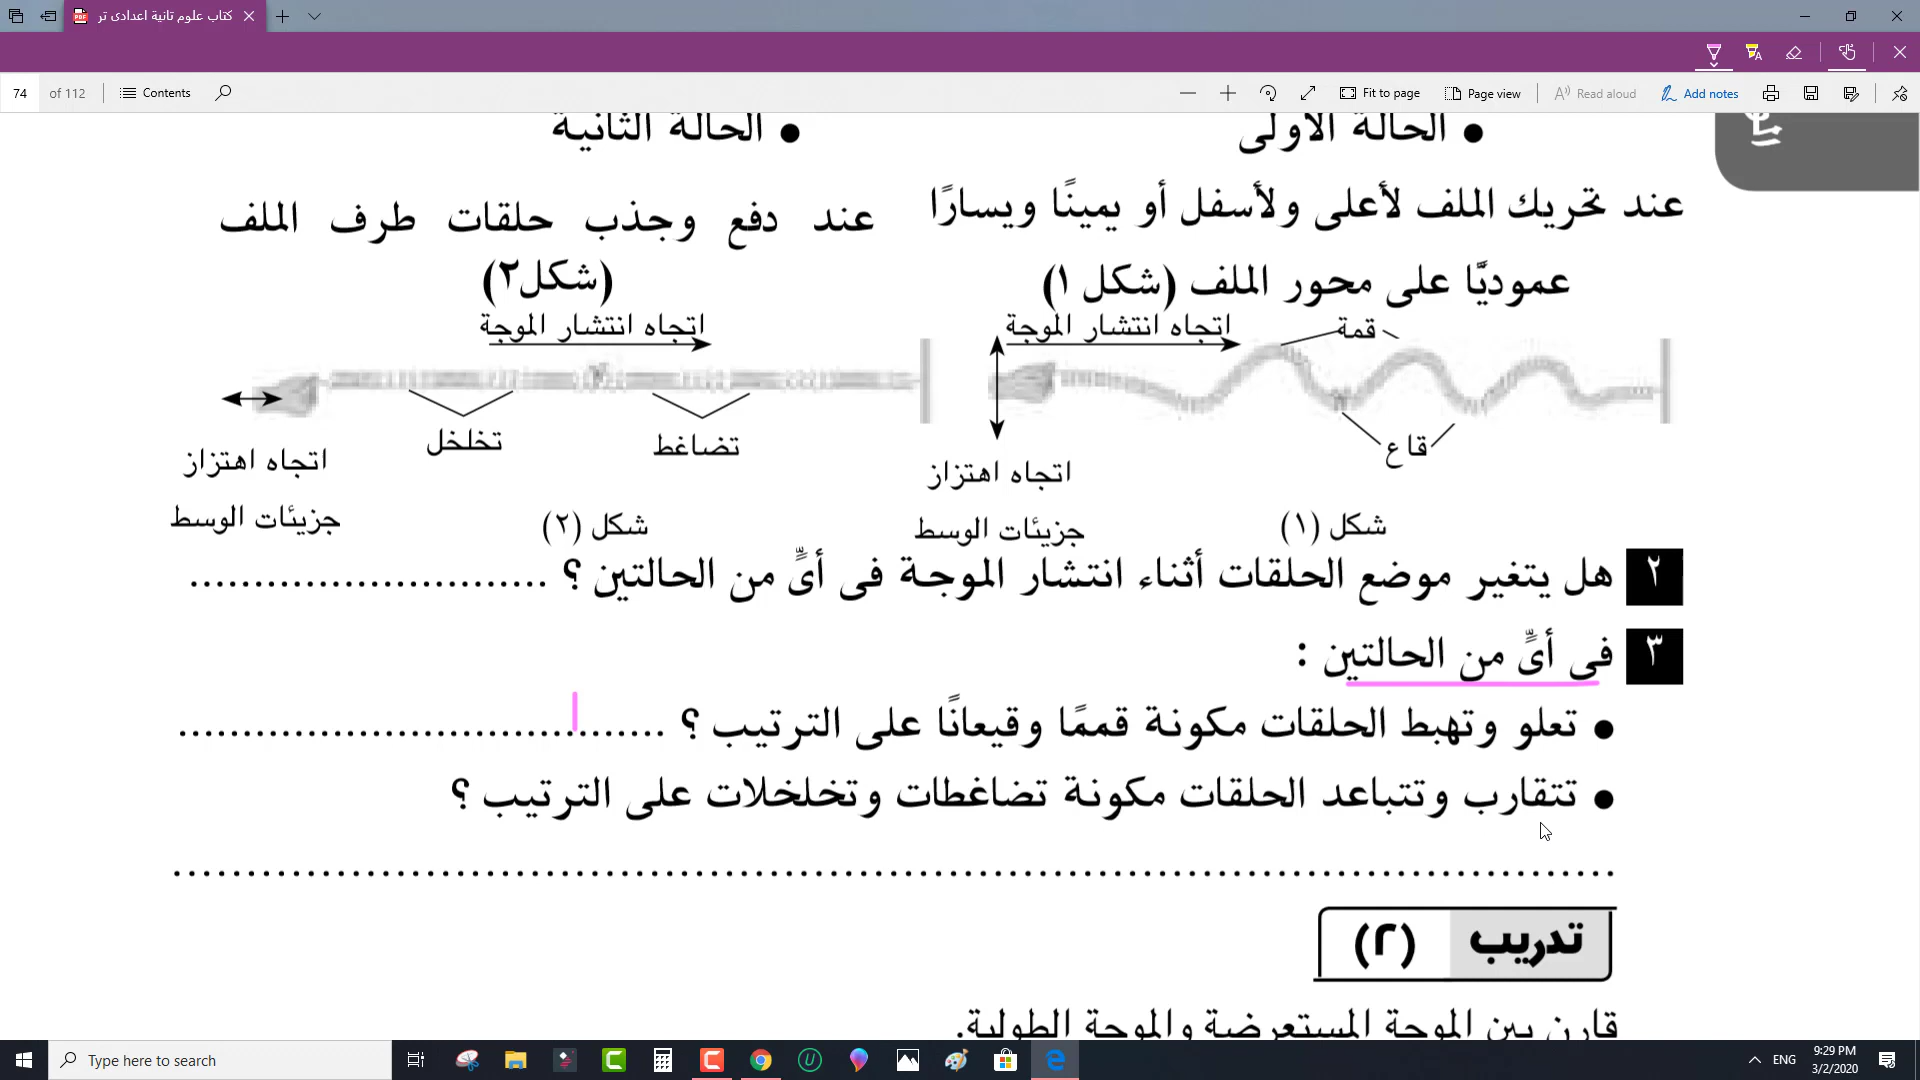 كتاب علوم تانية اعدادى تر
74 of 112 Contents Fit to page Page view Read aloud Add notes
• الحالة الأولى
عند تحريك الملف لأعلى ولأسفل أو يمينًا ويسارًا
عموديًّا على محور الملف (شكل ١)
اتجاه انتشار الموجة
قمة
قاع
اتجاه اهتزاز
جزيئات الوسط
شكل (١)
• الحالة الثانية
عند دفع وجذب حلقات طرف الملف
(شكل٢)
اتجاه انتشار الموجة
تضاغط
تخلخل
اتجاه اهتزاز
جزيئات الوسط
شكل (٢)
٢ هل يتغير موضع الحلقات أثناء انتشار الموجة فى أىٍّ من الحالتين ؟ ............................
٣ فى أىٍّ من الحالتين :
• تعلو وتهبط الحلقات مكونة قممًا وقيعانًا على الترتيب ؟ ......................................
• تتقارب وتتباعد الحلقات مكونة تضاغطات وتخلخلات على الترتيب ؟
................................................................................
تدريب (٢)
قارن بين الموجة المستعرضة والموجة الطولية.
Type here to search
ENG
9:29 PM
3/2/2020